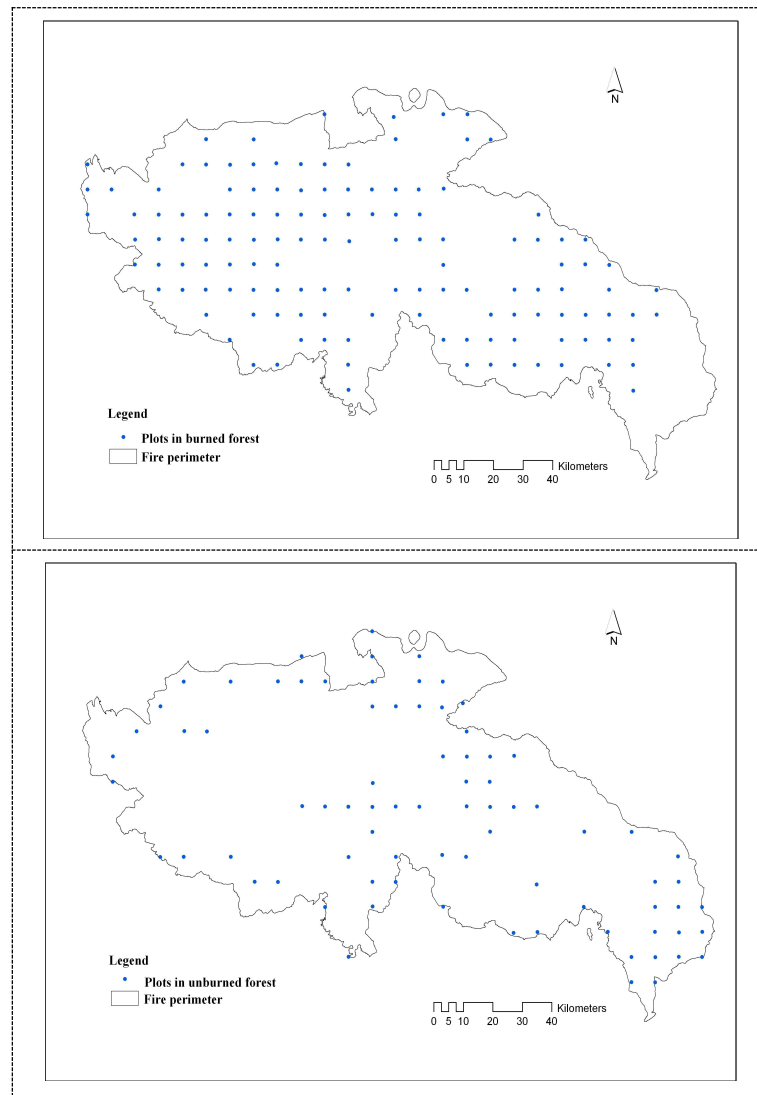 N
Legend
Plots in burned forest
Fire perimeter
Kilometers
0 5 10 20 30 40
N
Legend
Plots in unburned forest
Fire perimeter
Kilometers
0 5 10 20 30 40